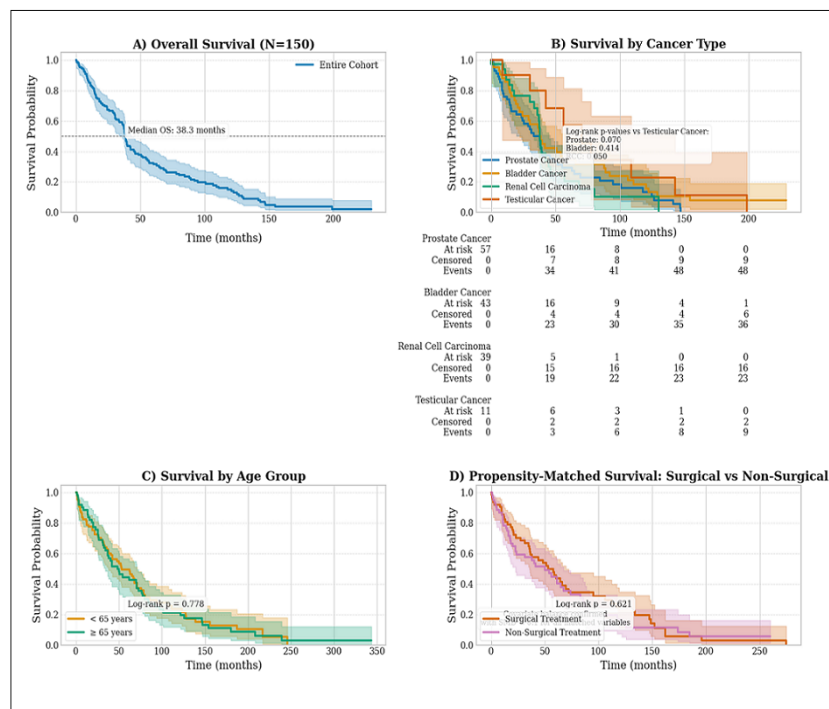 A) Overall Survival (N=150)
Survival Probability
1.0
0.8
0.6
0.4
0.2
0.0
Entire Cohort
Median OS: 38.3 months
0 50 100 150 200
Time (months)
B) Survival by Cancer Type
Survival Probability
1.0
0.8
0.6
0.4
0.2
0.0
Log-rank p-values vs Testicular Cancer:
Prostate: 0.070
Bladder: 0.414
0.050
Prostate Cancer
Bladder Cancer
Renal Cell Carcinoma
Testicular Cancer
0 50 100 150 200
Time (months)
Prostate Cancer
At risk 57 16 8 0 0
Censored 0 7 8 9 9
Events 0 34 41 48 48
Bladder Cancer
At risk 43 16 9 4 1
Censored 0 4 4 4 6
Events 0 23 30 35 36
Renal Cell Carcinoma
At risk 39 5 1 0 0
Censored 0 15 16 16 16
Events 0 19 22 23 23
Testicular Cancer
At risk 11 6 3 1 0
Censored 0 2 2 2 2
Events 0 3 6 8 9
C) Survival by Age Group
Survival Probability
1.0
0.8
0.6
0.4
0.2
0.0
Log-rank p = 0.778
< 65 years
≥ 65 years
0 50 100 150 200 250 300 350
Time (months)
D) Propensity-Matched Survival: Surgical vs Non-Surgical
Survival Probability
1.0
0.8
0.6
0.4
0.2
0.0
Log-rank p = 0.621
Surgical Treatment
Non-Surgical Treatment
variables
0 50 100 150 200 250
Time (months)